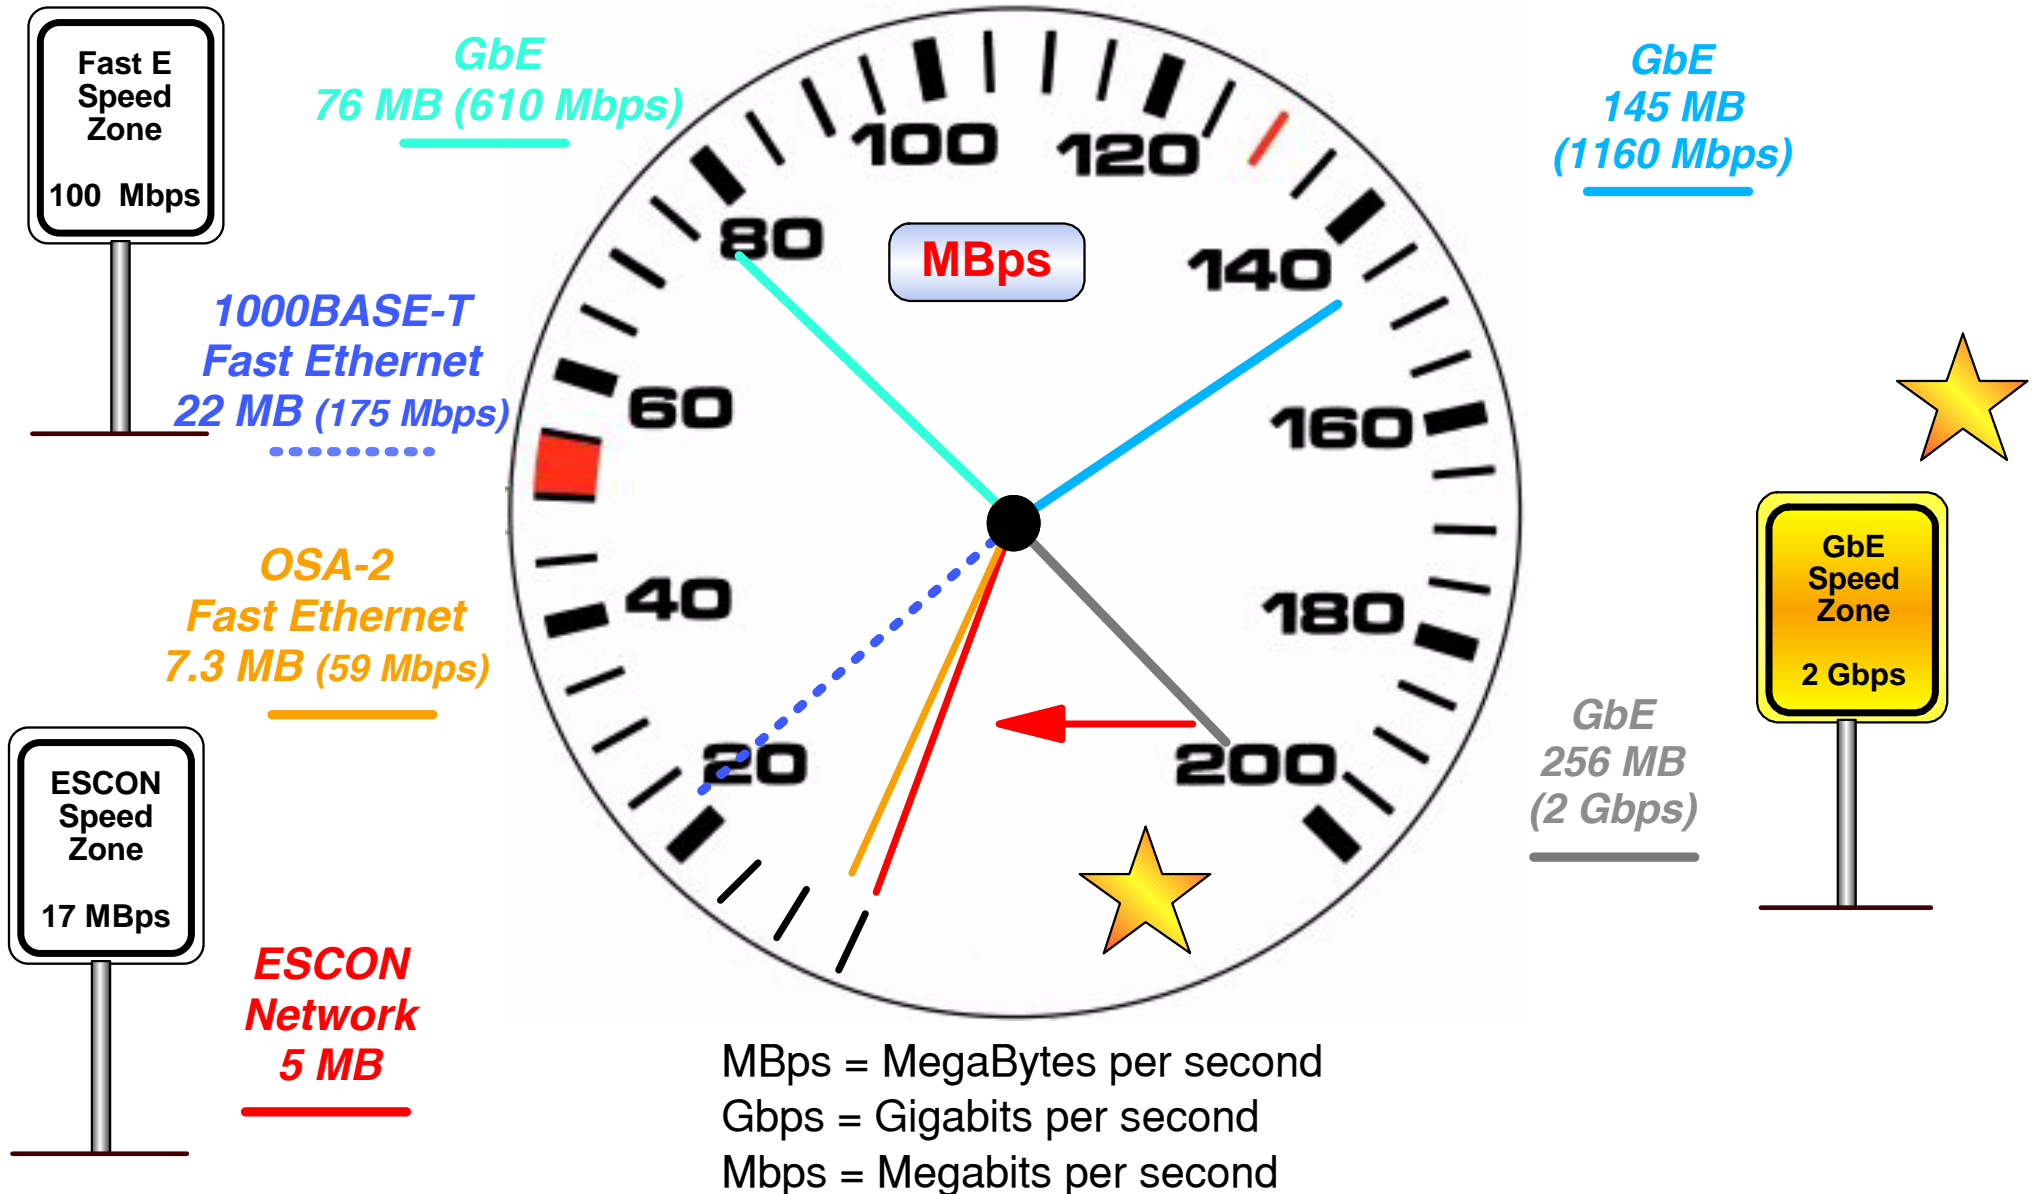 Fast E
Speed
Zone
100 Mbps
GbE
76 MB (610 Mbps)
GbE
145 MB
(1160 Mbps)
1000BASE-T
Fast Ethernet
22 MB (175 Mbps)
OSA-2
Fast Ethernet
7.3 MB (59 Mbps)
ESCON
Speed
Zone
17 MBps
ESCON
Network
5 MB
MBps
20
40
60
80
100
120
140
160
180
200
GbE
Speed
Zone
2 Gbps
GbE
256 MB
(2 Gbps)
MBps = MegaBytes per second
Gbps = Gigabits per second
Mbps = Megabits per second